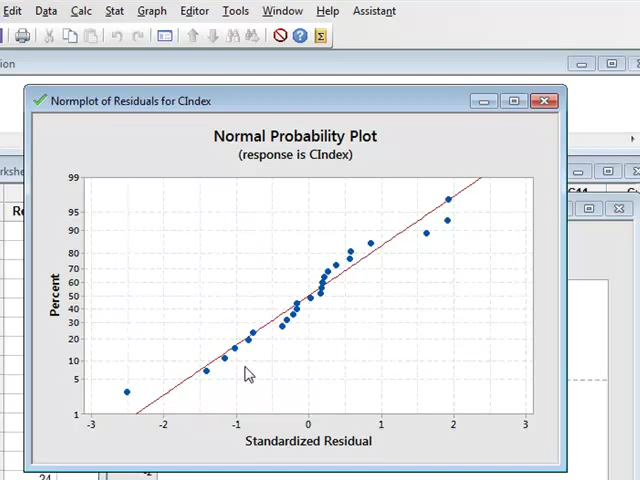 Edit Data Calc Stat Graph Editor Tools Window Help Assistant
Normplot of Residuals for CIndex
Normal Probability Plot
(response is CIndex)
99
95
90
80
70
60
50
40
30
20
10
5
1
Percent
-3 -2 -1 0 1 2 3
Standardized Residual
24